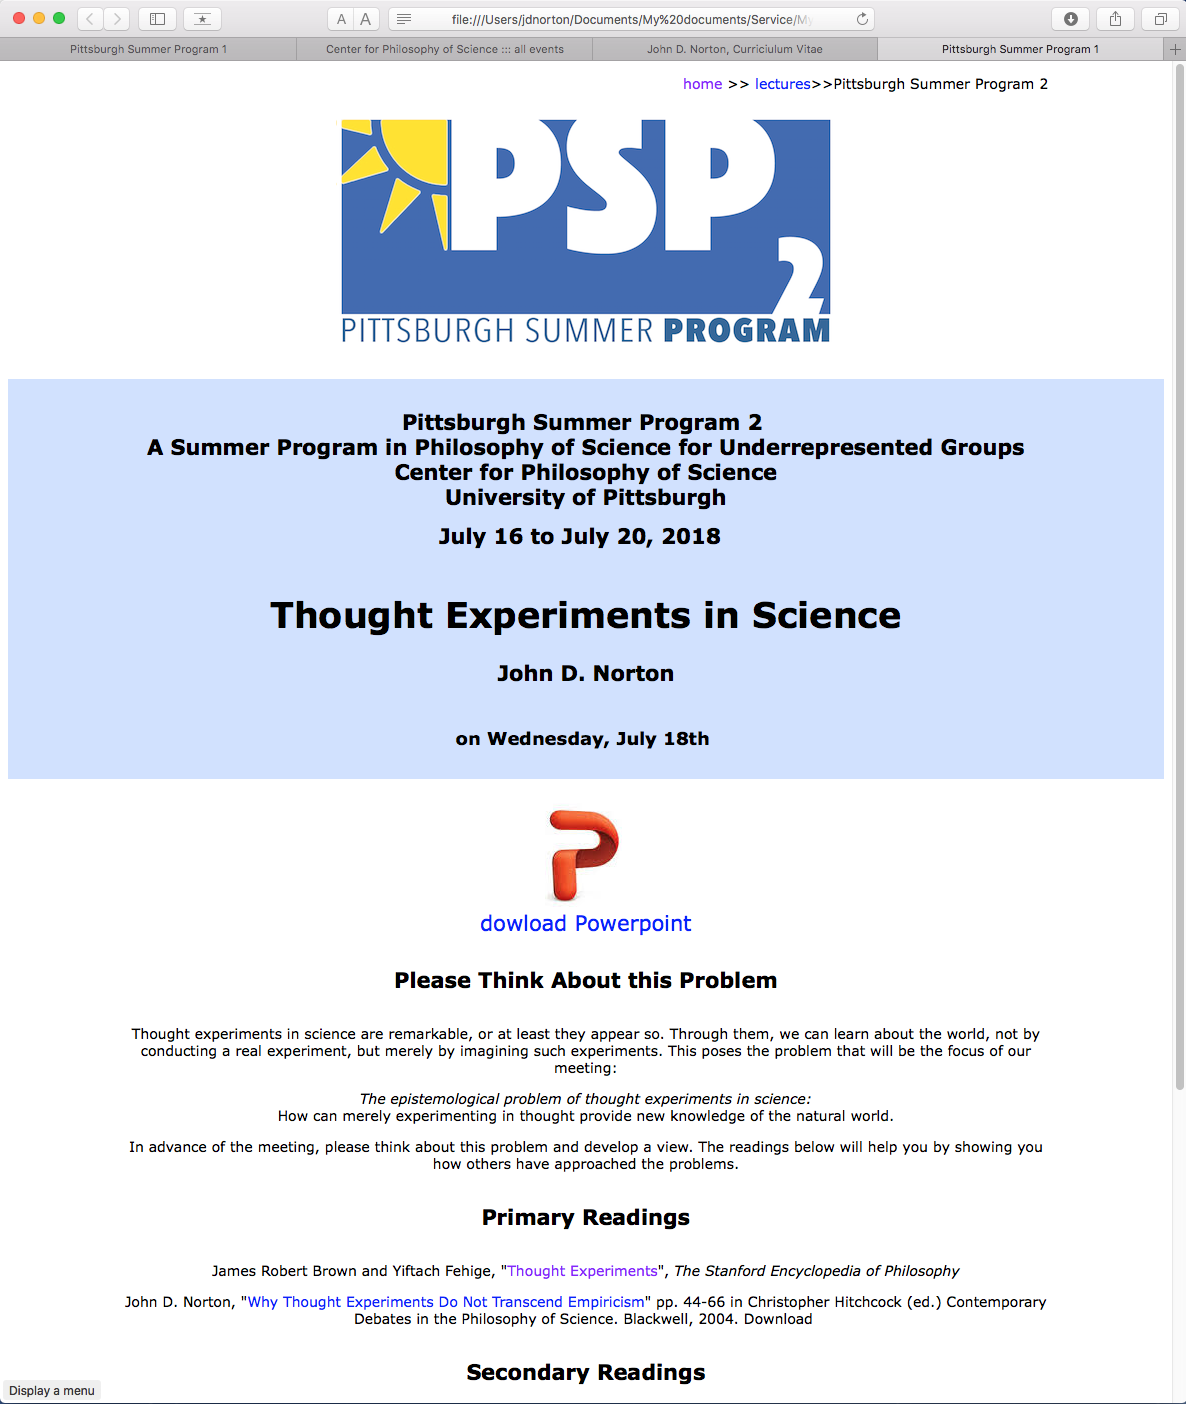 A A file:///Users/jdnorton/Documents/My%20documents/Service/My
Pittsburgh Summer Program 1
Center for Philosophy of Science ::: all events
John D. Norton, Curriciulum Vitae
Pittsburgh Summer Program 1
home >> lectures>>Pittsburgh Summer Program 2
PSP
2
PITTSBURGH SUMMER PROGRAM
Pittsburgh Summer Program 2
A Summer Program in Philosophy of Science for Underrepresented Groups
Center for Philosophy of Science
University of Pittsburgh
July 16 to July 20, 2018
Thought Experiments in Science
John D. Norton
on Wednesday, July 18th
dowload Powerpoint
Please Think About this Problem
Thought experiments in science are remarkable, or at least they appear so. Through them, we can learn about the world, not by
conducting a real experiment, but merely by imagining such experiments. This poses the problem that will be the focus of our
meeting:
The epistemological problem of thought experiments in science:
How can merely experimenting in thought provide new knowledge of the natural world.
In advance of the meeting, please think about this problem and develop a view. The readings below will help you by showing you
how others have approached the problems.
Primary Readings
James Robert Brown and Yiftach Fehige, "Thought Experiments", The Stanford Encyclopedia of Philosophy
John D. Norton, "Why Thought Experiments Do Not Transcend Empiricism" pp. 44-66 in Christopher Hitchcock (ed.) Contemporary
Debates in the Philosophy of Science. Blackwell, 2004. Download
Secondary Readings
Display a menu